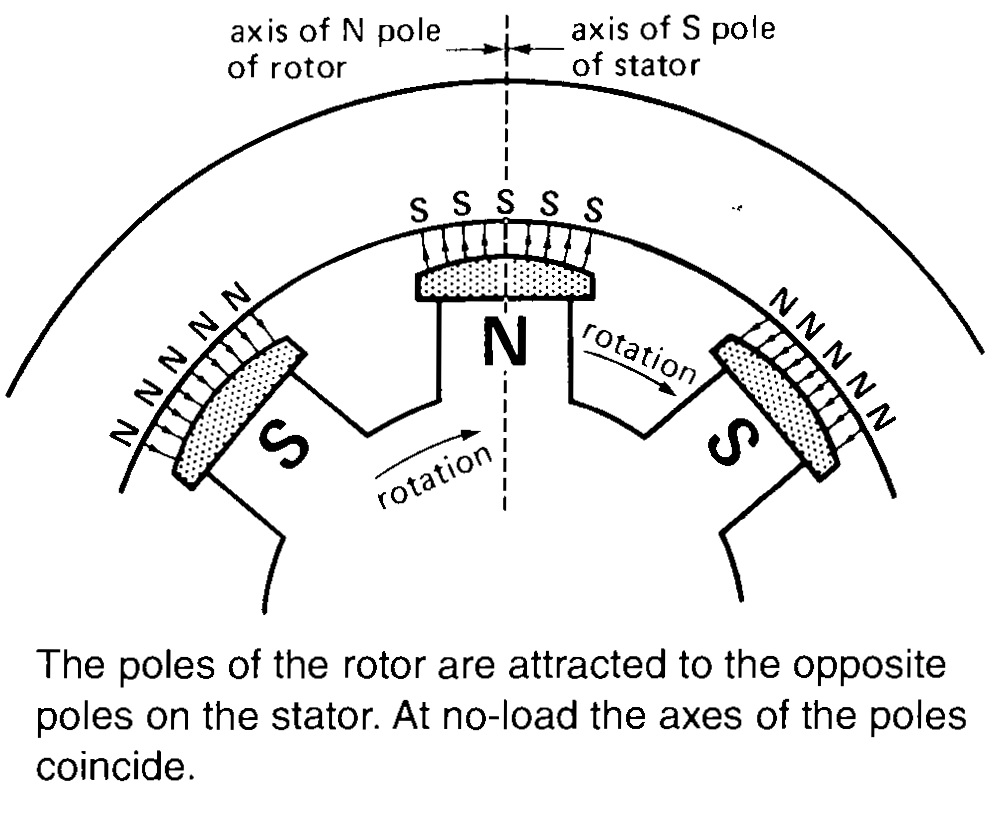 axis of N pole
of rotor
axis of S pole
of stator
S S S S S
N N N N N
N N N N N
N
S
S
rotation
rotation
The poles of the rotor are attracted to the opposite
poles on the stator. At no-load the axes of the poles
coincide.